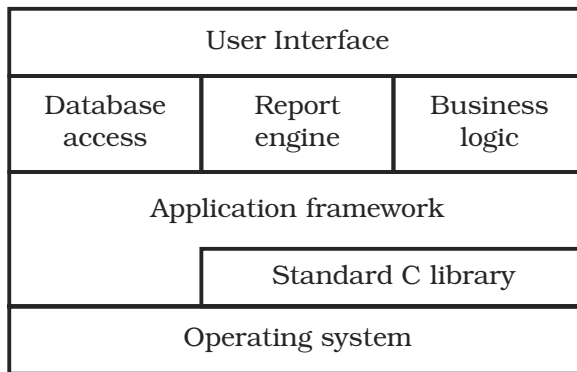 User Interface
Database access
Report engine
Business logic
Application framework
Standard C library
Operating system